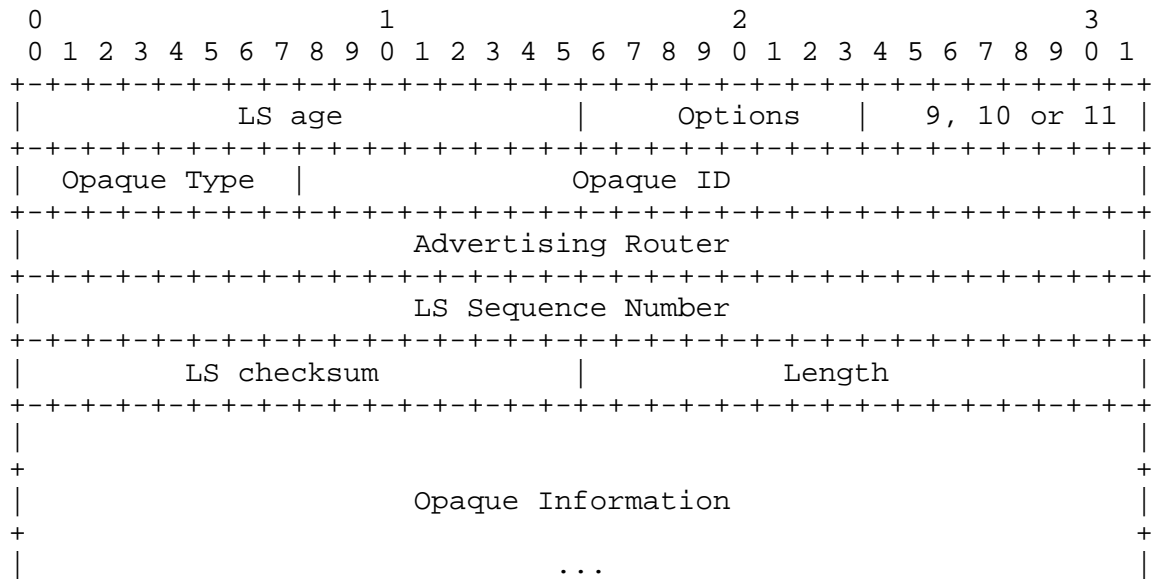 0                   1                   2                   3
 0 1 2 3 4 5 6 7 8 9 0 1 2 3 4 5 6 7 8 9 0 1 2 3 4 5 6 7 8 9 0 1
+-+-+-+-+-+-+-+-+-+-+-+-+-+-+-+-+-+-+-+-+-+-+-+-+-+-+-+-+-+-+-+-+
|            LS age             |     Options   |   9, 10 or 11 |
+-+-+-+-+-+-+-+-+-+-+-+-+-+-+-+-+-+-+-+-+-+-+-+-+-+-+-+-+-+-+-+-+
|  Opaque Type  |               Opaque ID                       |
+-+-+-+-+-+-+-+-+-+-+-+-+-+-+-+-+-+-+-+-+-+-+-+-+-+-+-+-+-+-+-+-+
|                      Advertising Router                       |
+-+-+-+-+-+-+-+-+-+-+-+-+-+-+-+-+-+-+-+-+-+-+-+-+-+-+-+-+-+-+-+-+
|                      LS Sequence Number                       |
+-+-+-+-+-+-+-+-+-+-+-+-+-+-+-+-+-+-+-+-+-+-+-+-+-+-+-+-+-+-+-+-+
|         LS checksum           |           Length              |
+-+-+-+-+-+-+-+-+-+-+-+-+-+-+-+-+-+-+-+-+-+-+-+-+-+-+-+-+-+-+-+-+
|                                                               |
+                                                               +
|                      Opaque Information                       |
+                                                               +
|                              ...                              |